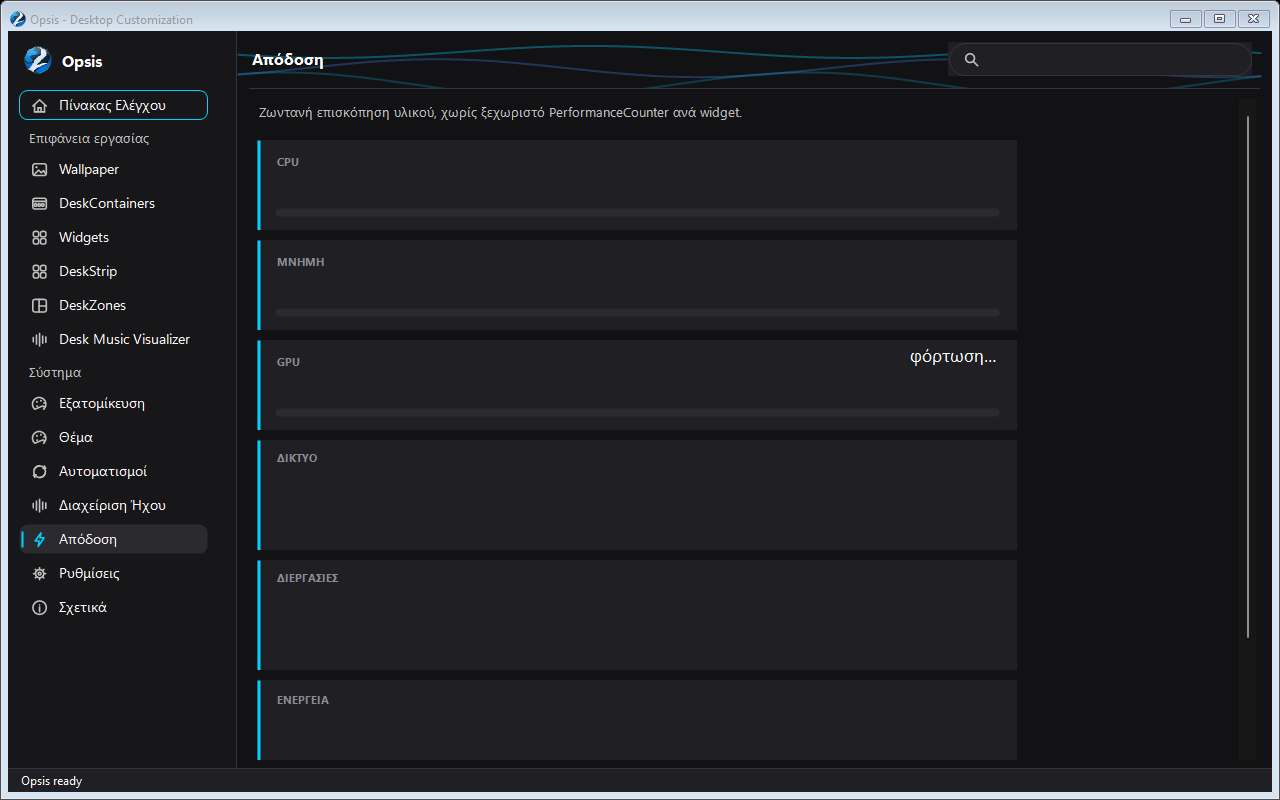 Opsis - Desktop Customization
Opsis
Πίνακας Ελέγχου
Επιφάνεια εργασίας
Wallpaper
DeskContainers
Widgets
DeskStrip
DeskZones
Desk Music Visualizer
Σύστημα
Εξατομίκευση
Θέμα
Αυτοματισμοί
Διαχείριση Ήχου
Απόδοση
Ρυθμίσεις
Σχετικά
Απόδοση
Ζωντανή επισκόπηση υλικού, χωρίς ξεχωριστό PerformanceCounter ανά widget.
CPU
ΜΝΗΜΗ
GPU
φόρτωση...
ΔΙΚΤΥΟ
ΔΙΕΡΓΑΣΙΕΣ
ΕΝΕΡΓΕΙΑ
Opsis ready